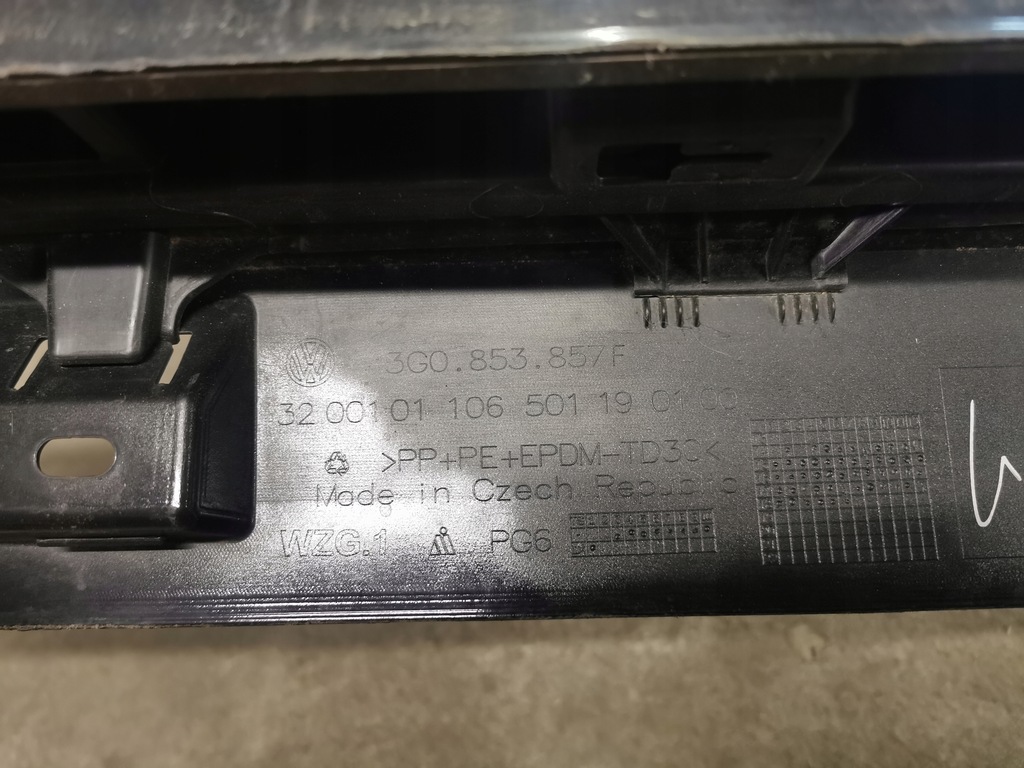 3G0.853.857F
32 001 01 106 501 19 01 00
>PP+PE+EPDM-TD30<
Made in Czech Republic
WZG.1 PG6